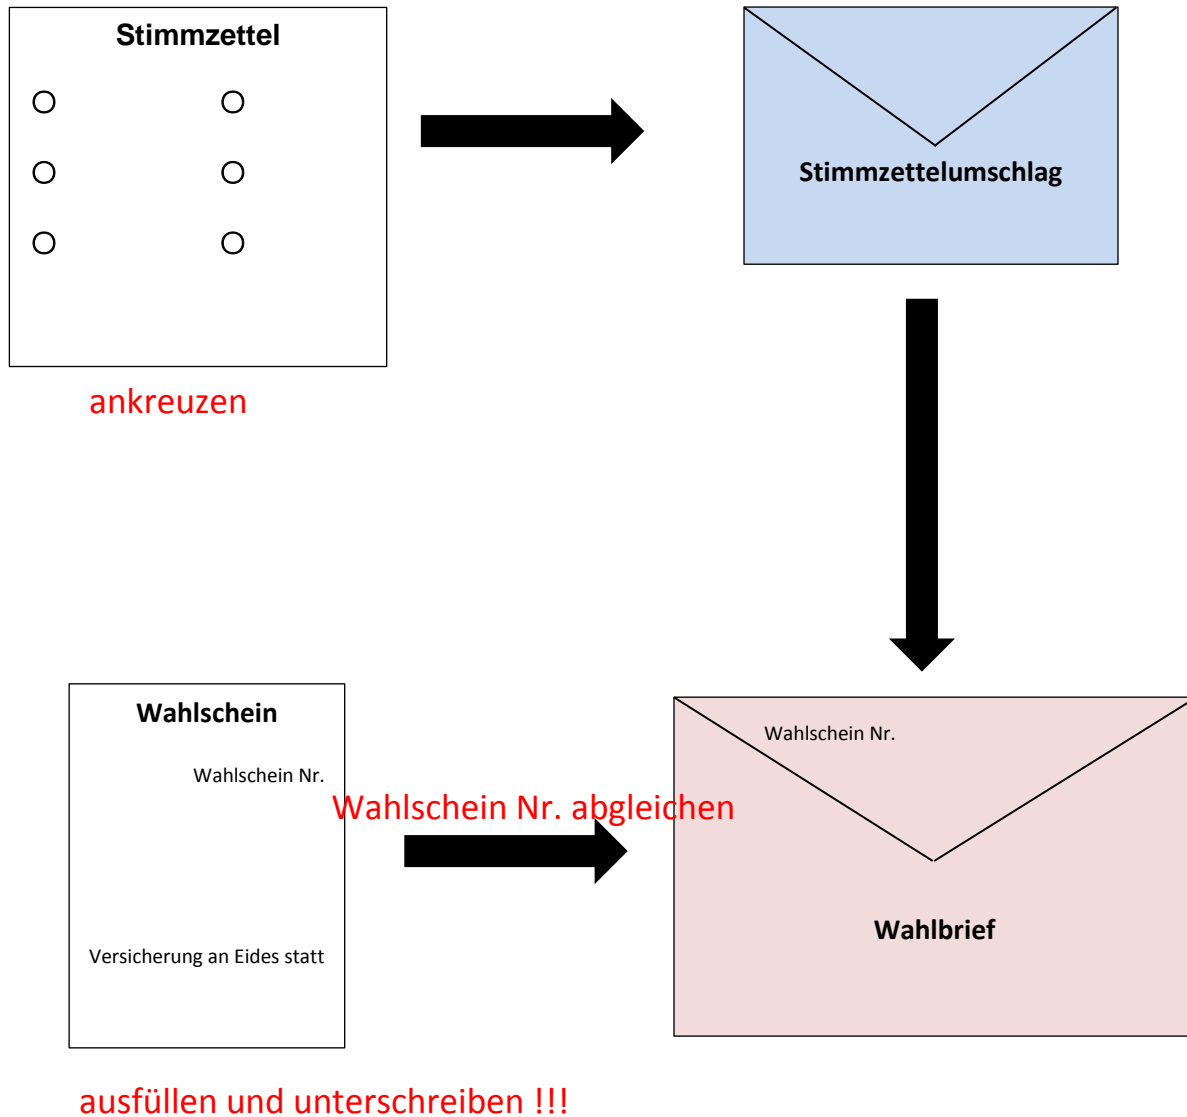 Stimmzettel
Stimmzettelumschlag
ankreuzen
Wahlschein
Wahlschein Nr.
Wahlschein Nr.
Wahlschein Nr. abgleichen
Wahlbrief
Versicherung an Eides statt
ausfüllen und unterschreiben !!!